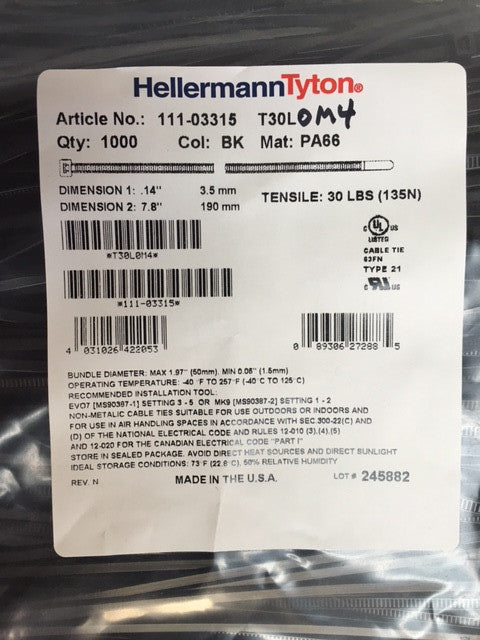 HellermannTyton®
Article No.: 111-03315 T30L0M4
Qty: 1000 Col: BK Mat: PA66
DIMENSION 1: .14" 3.5 mm
DIMENSION 2: 7.8" 190 mm
TENSILE: 30 LBS (135N)
C UL US
LISTED
CABLE TIE
63FN
TYPE 21
c RU US
*T30L0M4*
*111-03315*
4 031026 422053
0 89306 27288 5
BUNDLE DIAMETER: MAX 1.97" (50mm). MIN 0.06" (1.5mm)
OPERATING TEMPERATURE: -40 °F TO 257°F (-40°C TO 125°C)
RECOMMENDED INSTALLATION TOOL:
EVO7 [MS90387-1] SETTING 3 - 5 OR MK9 [MS90387-2] SETTING 1 - 2
NON-METALLIC CABLE TIES SUITABLE FOR USE OUTDOORS OR INDOORS AND
FOR USE IN AIR HANDLING SPACES IN ACCORDANCE WITH SEC.300-22(C) AND
(D) OF THE NATIONAL ELECTRICAL CODE AND RULES 12-010 (3),(4),(5)
AND 12-020 FOR THE CANADIAN ELECTRICAL CODE "PART I"
STORE IN SEALED PACKAGE. AVOID DIRECT HEAT SOURCES AND DIRECT SUNLIGHT
IDEAL STORAGE CONDITIONS: 73°F (22.8°C), 50% RELATIVE HUMIDITY
REV. N MADE IN THE U.S.A. LOT # 245882